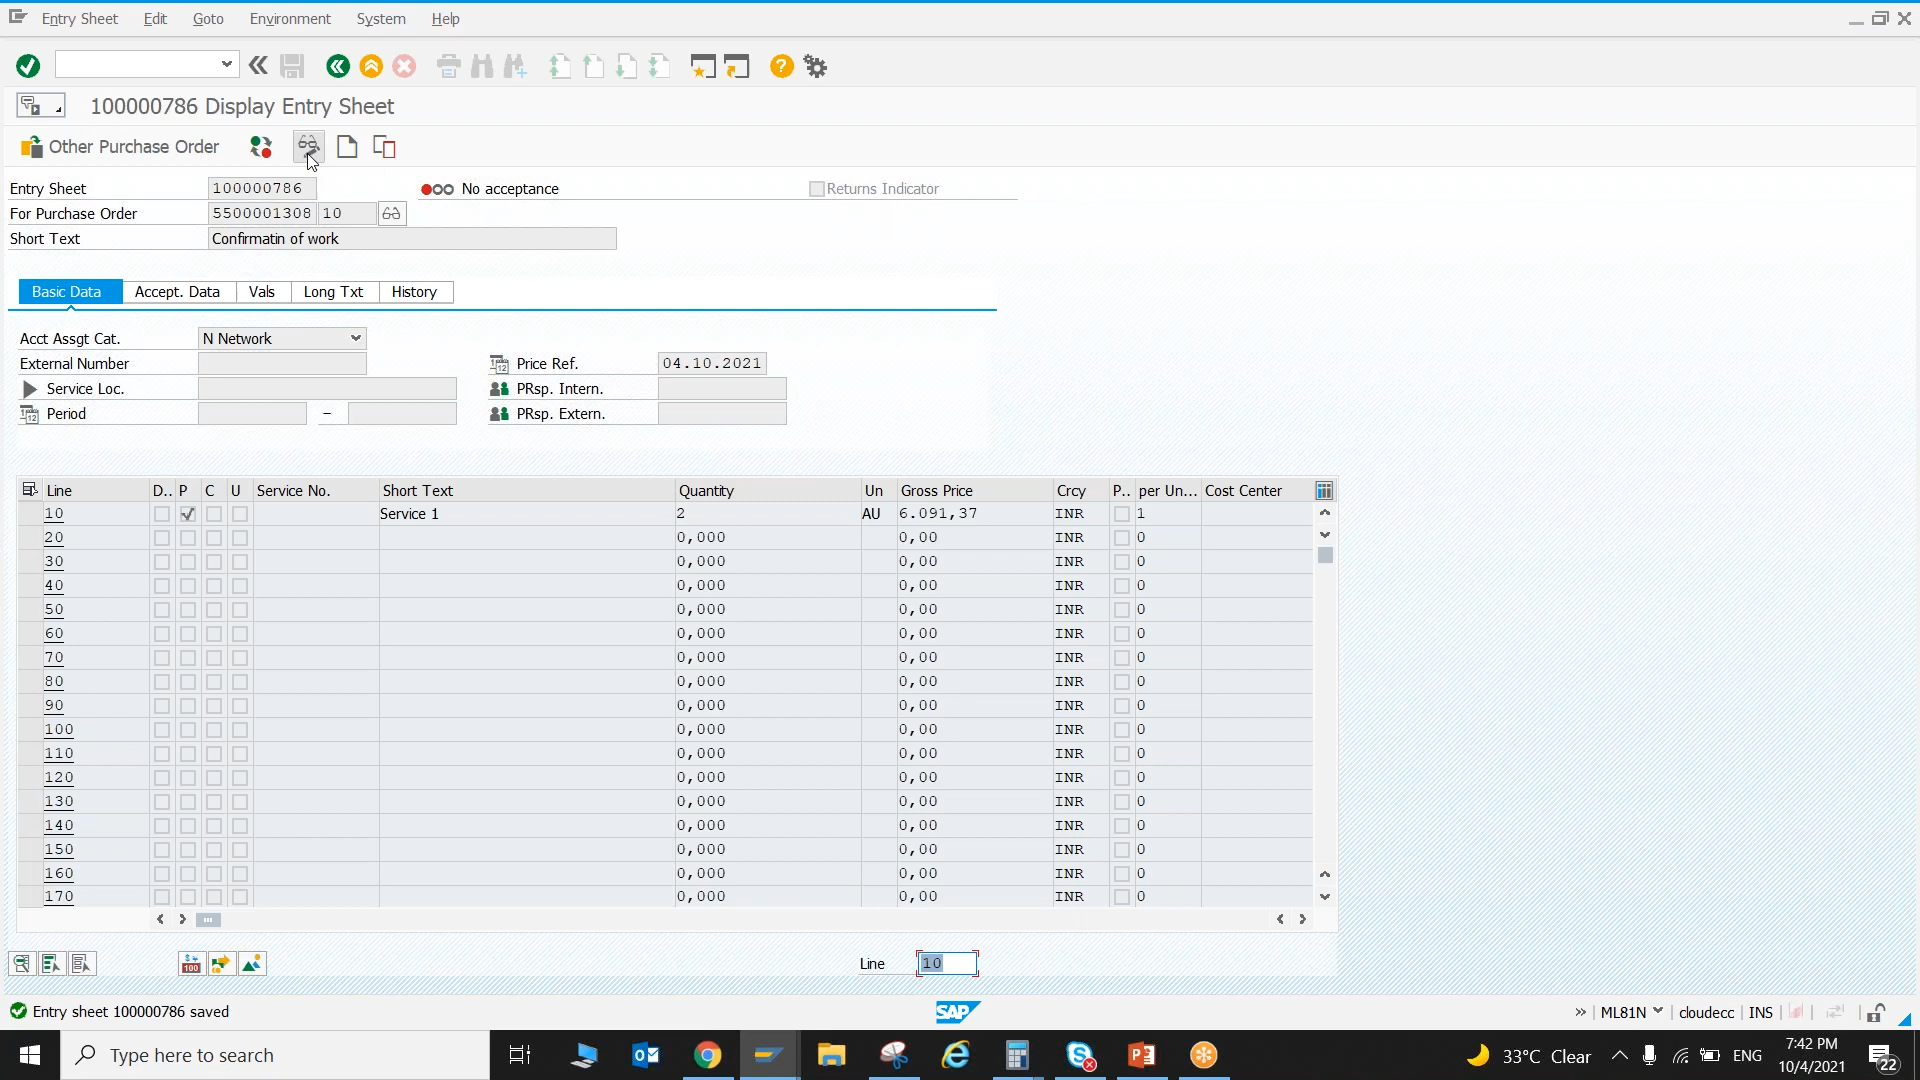 Entry Sheet Edit Goto Environment System Help
100000786 Display Entry Sheet
Other Purchase Order
Entry Sheet 100000786 No acceptance Returns Indicator
For Purchase Order 5500001308 10
Short Text Confirmatin of work
Basic Data Accept. Data Vals Long Txt History
Acct Assgt Cat. N Network
External Number Price Ref. 04.10.2021
Service Loc. PRsp. Intern.
Period – PRsp. Extern.
Line D.. P C U Service No. Short Text Quantity Un Gross Price Crcy P.. per Un... Cost Center
10 Service 1 2 AU 6.091,37 INR 1
20 0,000 0,00 INR 0
30 0,000 0,00 INR 0
40 0,000 0,00 INR 0
50 0,000 0,00 INR 0
60 0,000 0,00 INR 0
70 0,000 0,00 INR 0
80 0,000 0,00 INR 0
90 0,000 0,00 INR 0
100 0,000 0,00 INR 0
110 0,000 0,00 INR 0
120 0,000 0,00 INR 0
130 0,000 0,00 INR 0
140 0,000 0,00 INR 0
150 0,000 0,00 INR 0
160 0,000 0,00 INR 0
170 0,000 0,00 INR 0
Line 10
Entry sheet 100000786 saved SAP ML81N cloudecc INS
Type here to search 33°C Clear ENG 7:42 PM
10/4/2021 22